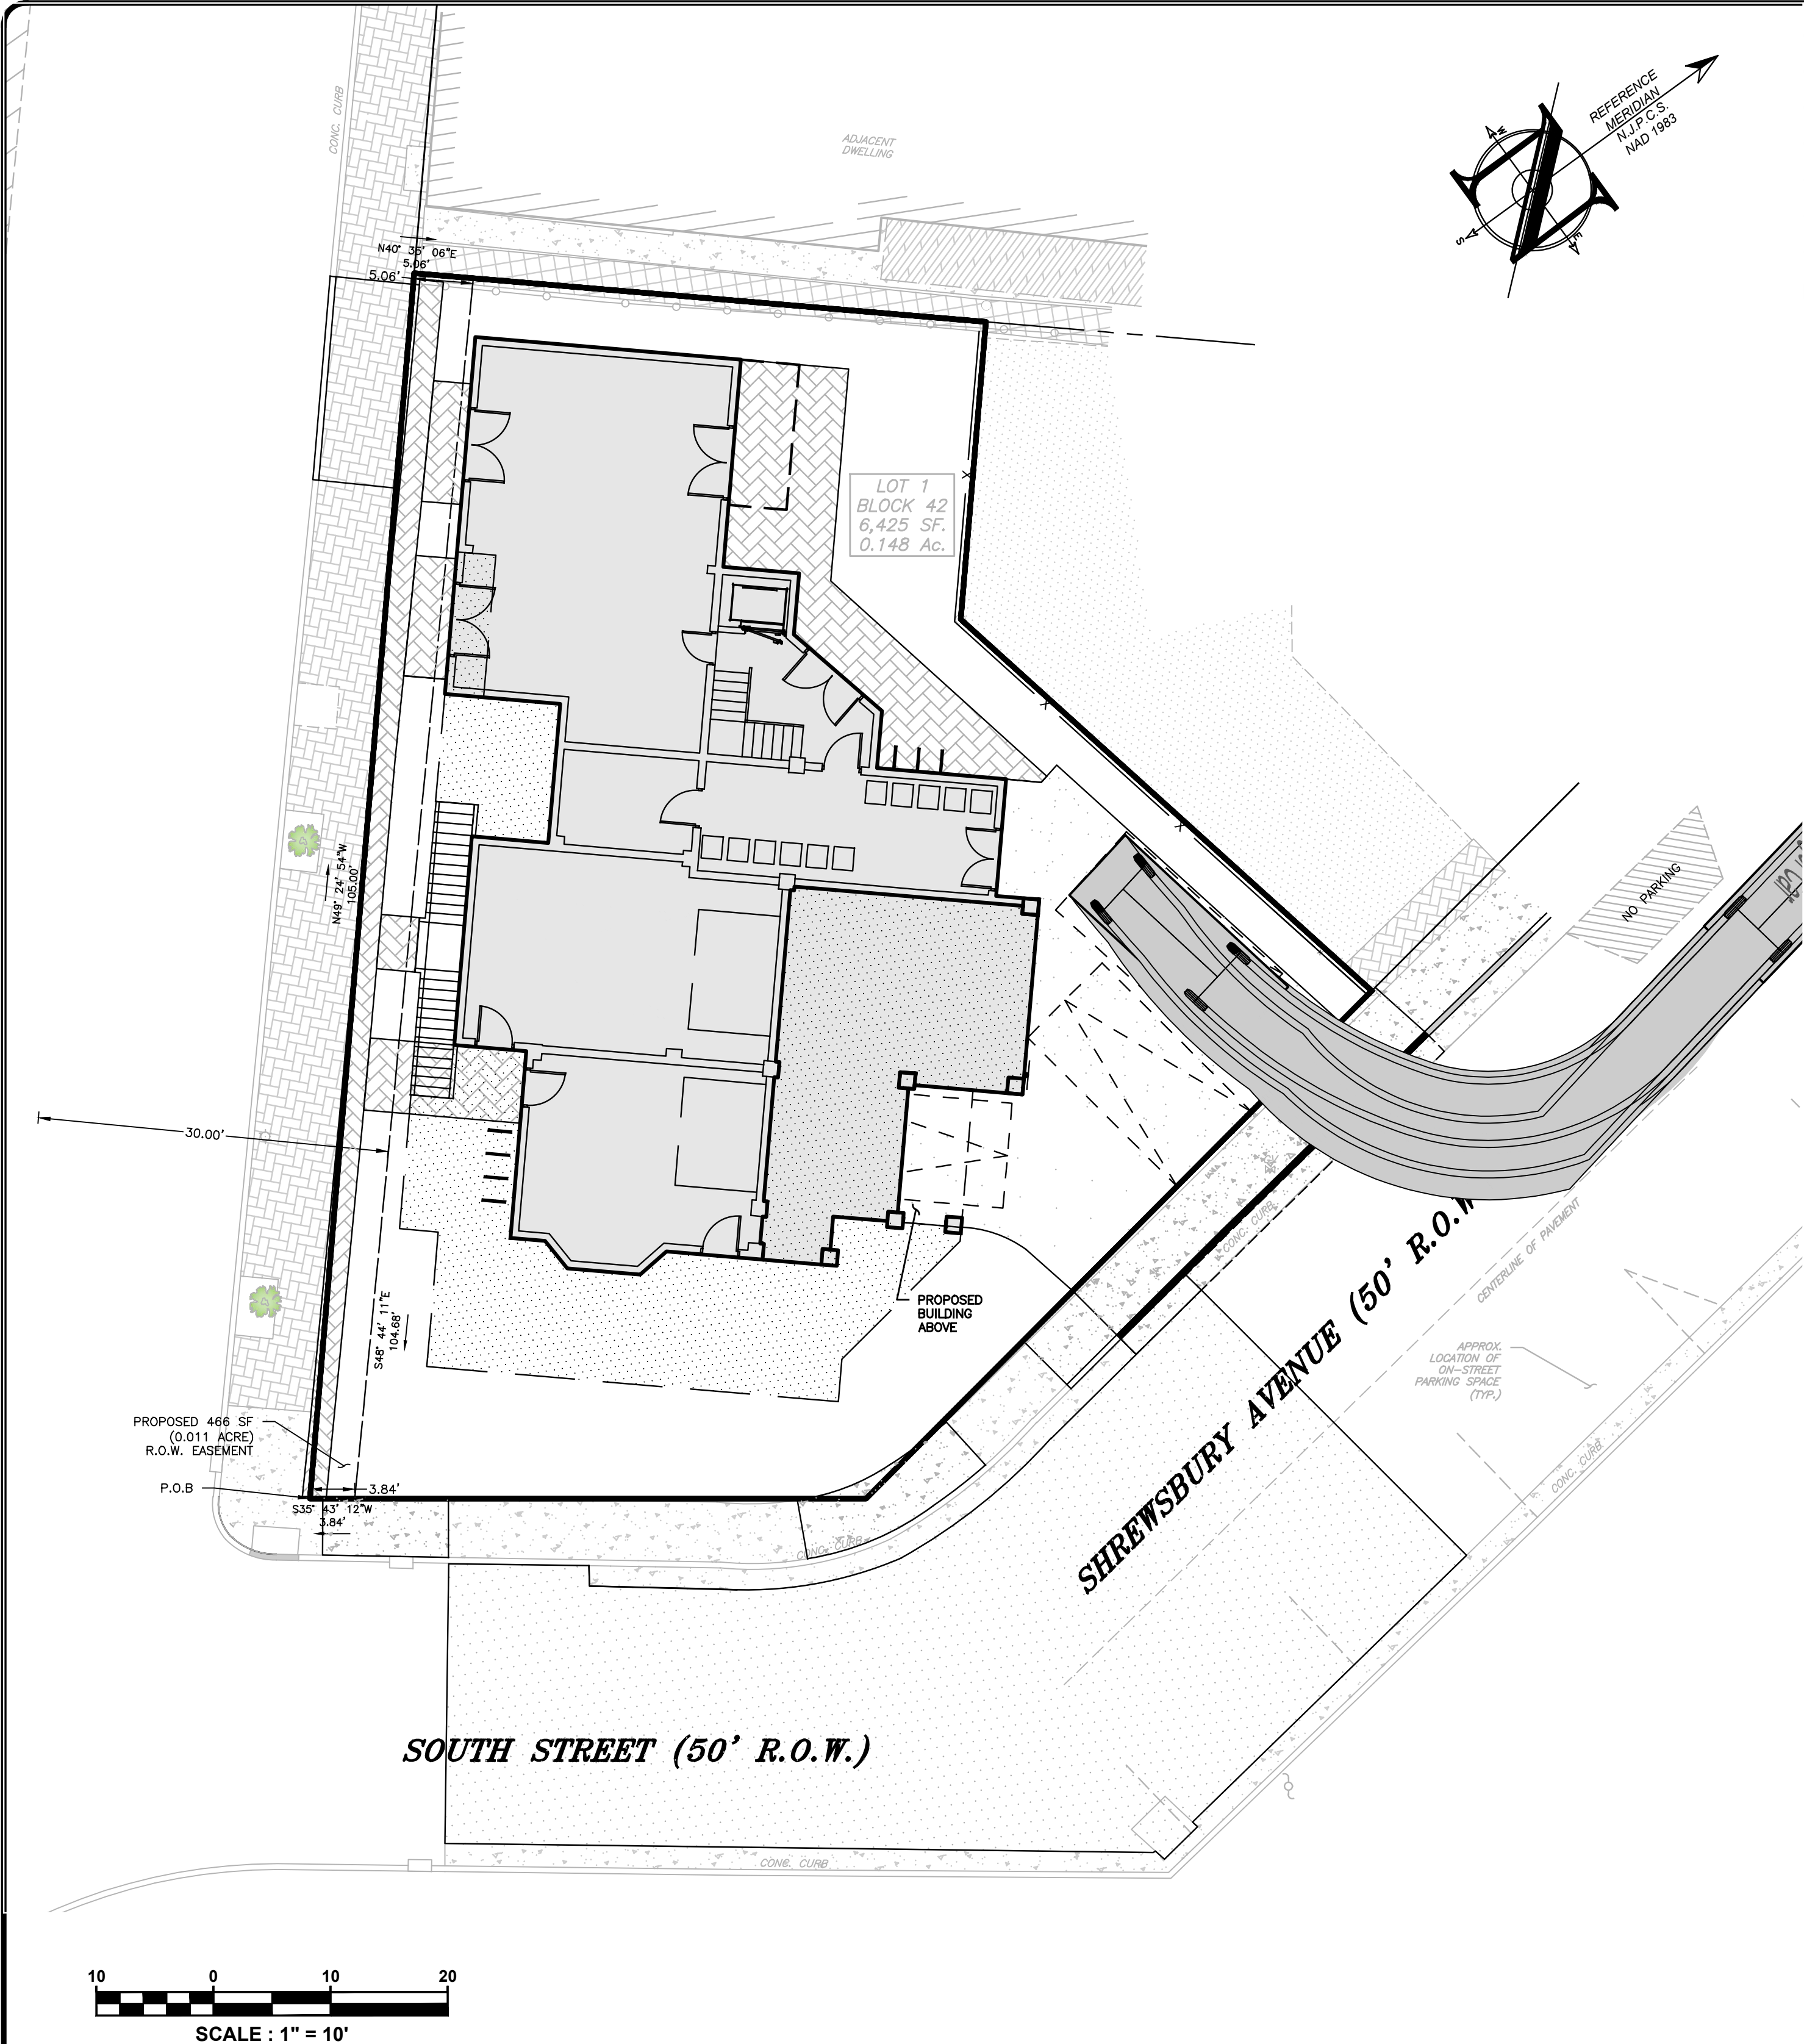 CONC. CURB
ADJACENT
DWELLING
REFERENCE
MERIDIAN
N.J.P.C.S.
NAD 1983
N
W
S
E
N40° 35' 06"E
5.06'
5.06'
LOT 1
BLOCK 42
6,425 SF.
0.148 Ac.
NO PARKING
N49° 24' 54"W
105.00'
30.00'
S48° 44' 11"E
104.68'
PROPOSED
BUILDING
ABOVE
CONC. CURB
SHREWSBURY AVENUE (50' R.O.W
CENTERLINE OF PAVEMENT
APPROX.
LOCATION OF
ON-STREET
PARKING SPACE
(TYP.)
CONC. CURB
PROPOSED 466 SF
(0.011 ACRE)
R.O.W. EASEMENT
P.O.B
3.84'
S35° 43' 12"W
3.84'
CONC. CURB
SOUTH STREET (50' R.O.W.)
CONC. CURB
10 0 10 20
SCALE : 1" = 10'